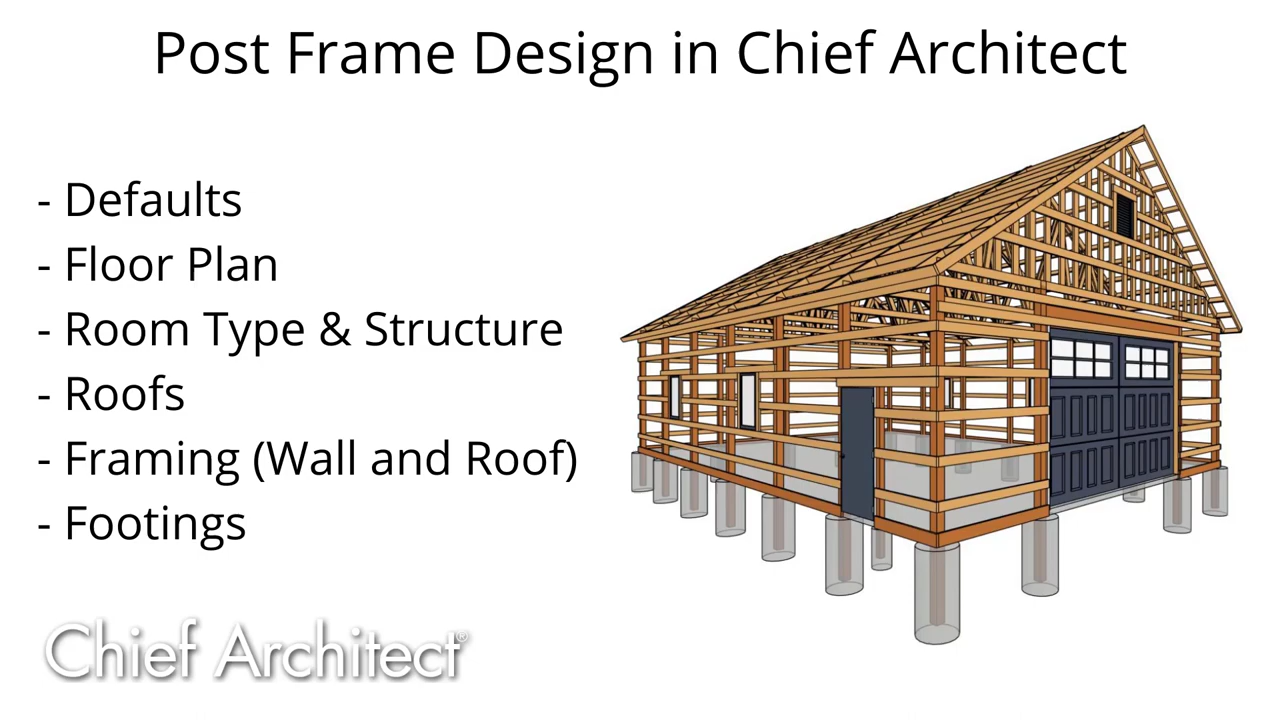 Post Frame Design in Chief Architect
- Defaults
- Floor Plan
- Room Type & Structure
- Roofs
- Framing (Wall and Roof)
- Footings
Chief Architect®